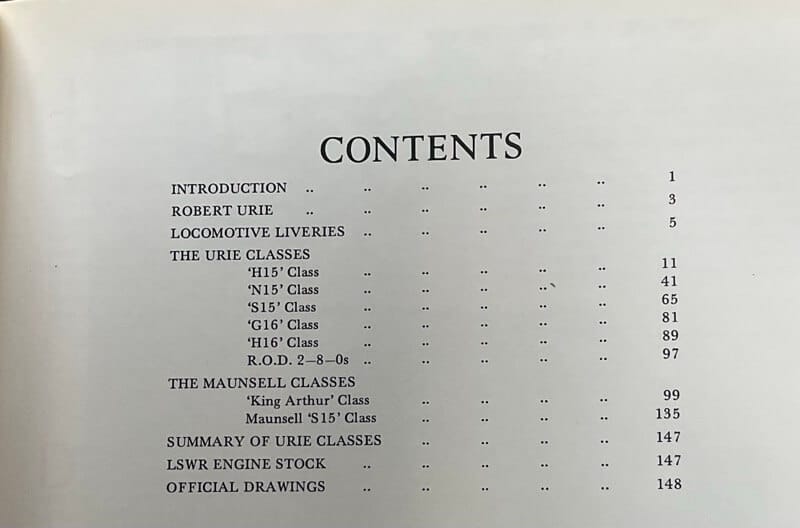 CONTENTS
INTRODUCTION .. .. .. .. .. .. 1
ROBERT URIE .. .. .. .. .. .. 3
LOCOMOTIVE LIVERIES .. .. .. .. .. 5
THE URIE CLASSES
‘H15’ Class .. .. .. .. .. 11
‘N15’ Class .. .. .. .. .. 41
‘S15’ Class .. .. .. .. .. 65
‘G16’ Class .. .. .. .. .. 81
‘H16’ Class .. .. .. .. .. 89
R.O.D. 2–8–0s .. .. .. .. .. 97
THE MAUNSELL CLASSES
‘King Arthur’ Class .. .. .. .. 99
Maunsell ‘S15’ Class .. .. .. .. 135
SUMMARY OF URIE CLASSES .. .. .. .. 147
LSWR ENGINE STOCK .. .. .. .. .. 147
OFFICIAL DRAWINGS .. .. .. .. .. 148